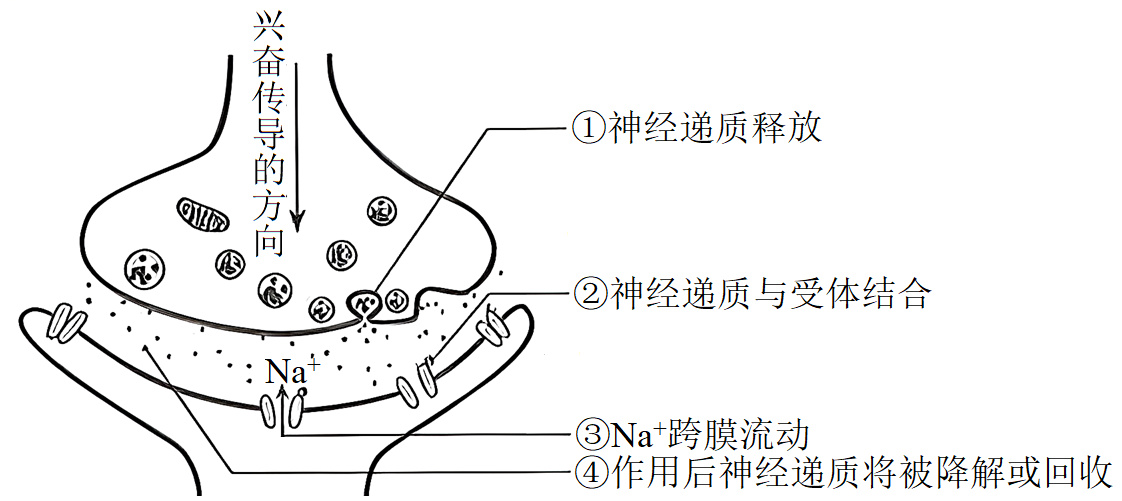 兴奋传导的方向
①神经递质释放
②神经递质与受体结合
Na⁺
③Na⁺跨膜流动
④作用后神经递质将被降解或回收